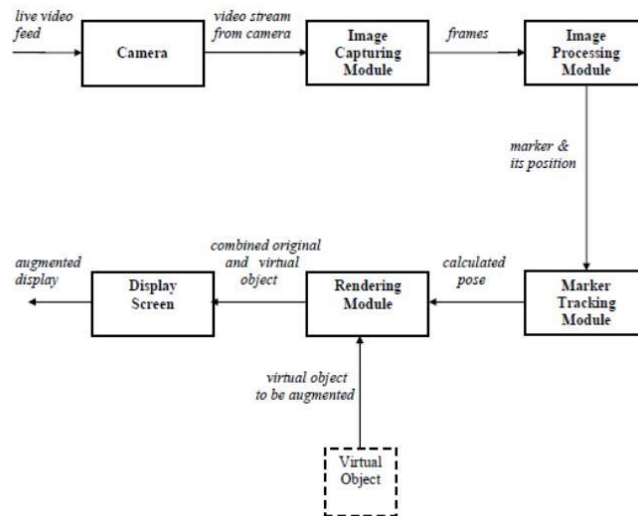 live video
feed
Camera
video stream
from camera
Image
Capturing
Module
frames
Image
Processing
Module
marker &
its position
Marker
Tracking
Module
calculated
pose
Rendering
Module
combined original
and virtual
object
Display
Screen
augmented
display
virtual object
to be augmented
Virtual
Object